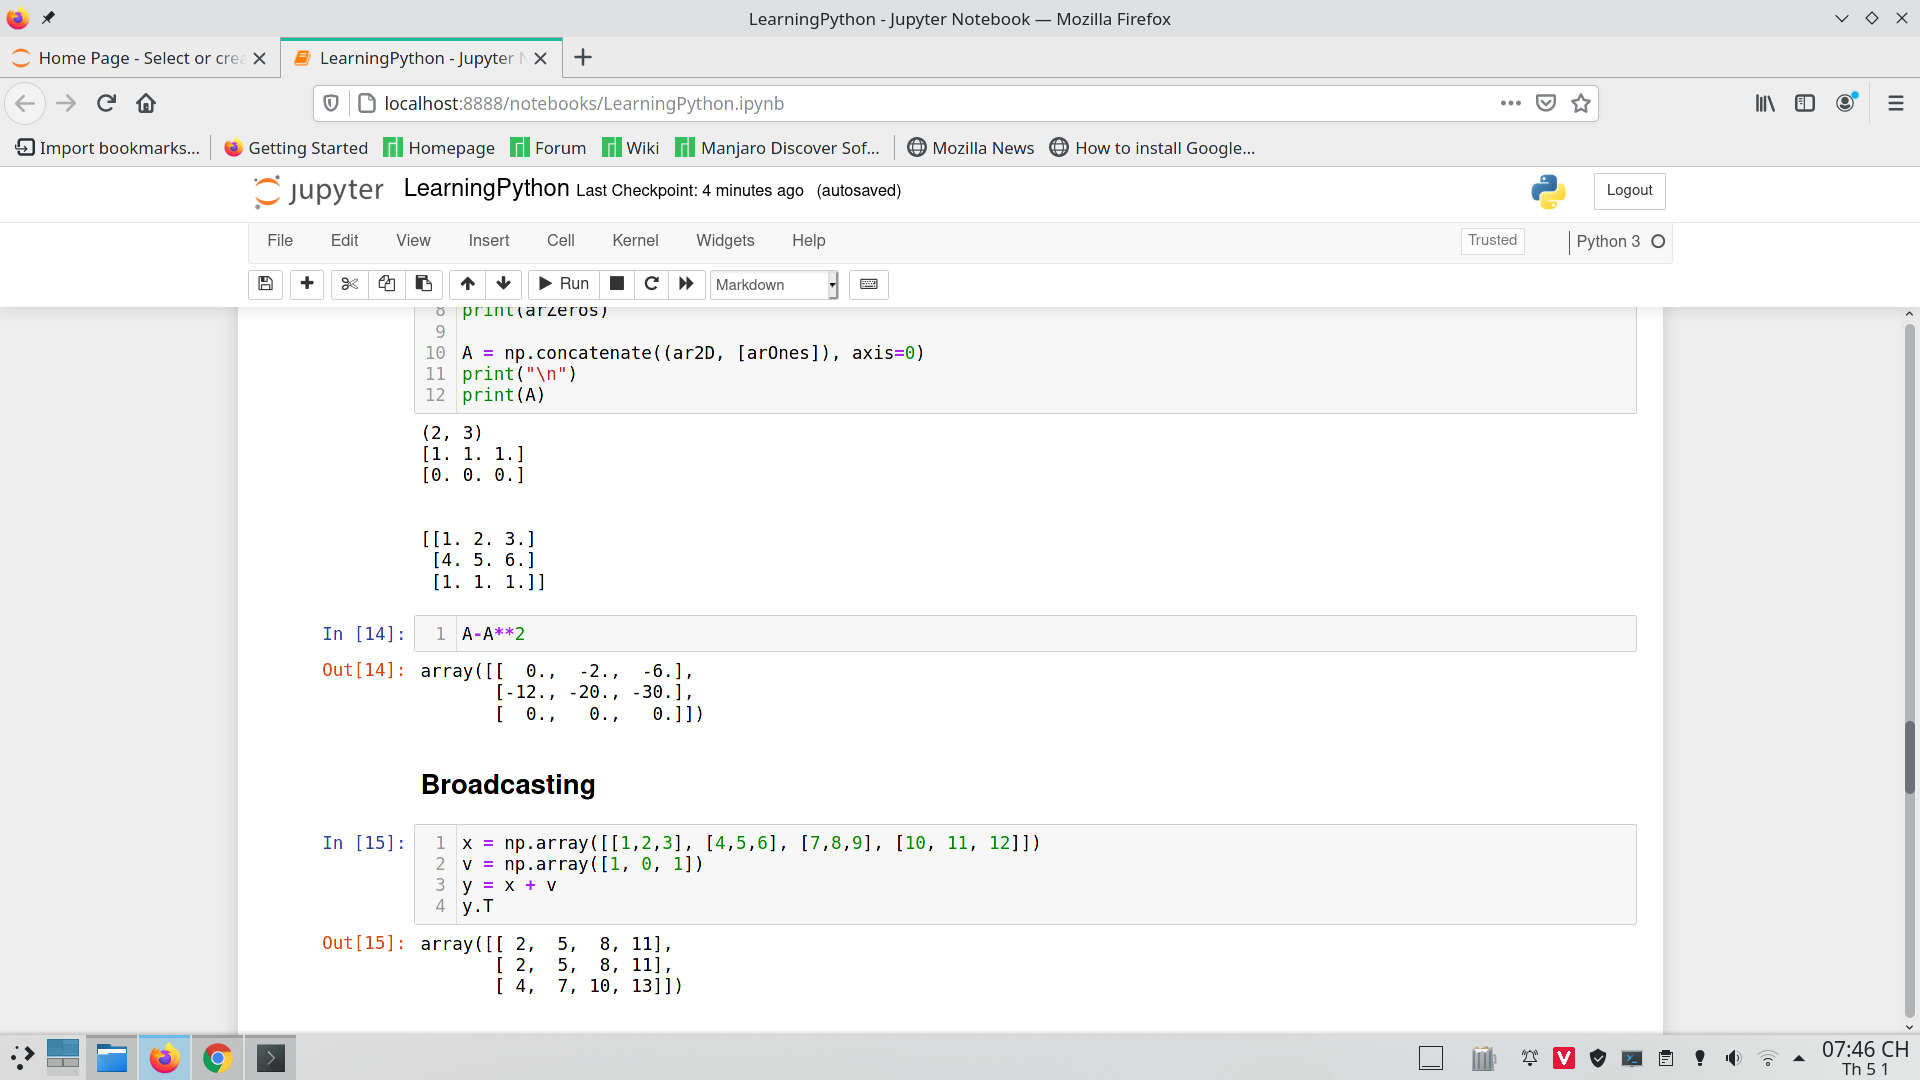 LearningPython - Jupyter Notebook — Mozilla Firefox
Home Page - Select or crea
LearningPython - Jupyter N
localhost:8888/notebooks/LearningPython.ipynb
Import bookmarks... Getting Started Homepage Forum Wiki Manjaro Discover Sof... Mozilla News How to install Google...
jupyter LearningPython Last Checkpoint: 4 minutes ago (autosaved) Logout
File Edit View Insert Cell Kernel Widgets Help Trusted Python 3
Run Markdown
8 print(arZeros)
9
10 A = np.concatenate((ar2D, [arOnes]), axis=0)
11 print("\n")
12 print(A)
(2, 3)
[1. 1. 1.]
[0. 0. 0.]
[[1. 2. 3.]
[4. 5. 6.]
[1. 1. 1.]]
In [14]: 1 A-A**2
Out[14]: array([[ 0., -2., -6.],
[-12., -20., -30.],
[ 0., 0., 0.]])
Broadcasting
In [15]: 1 x = np.array([[1,2,3], [4,5,6], [7,8,9], [10, 11, 12]])
2 v = np.array([1, 0, 1])
3 y = x + v
4 y.T
Out[15]: array([[ 2, 5, 8, 11],
[ 2, 5, 8, 11],
[ 4, 7, 10, 13]])
07:46 CH
Th 5 1